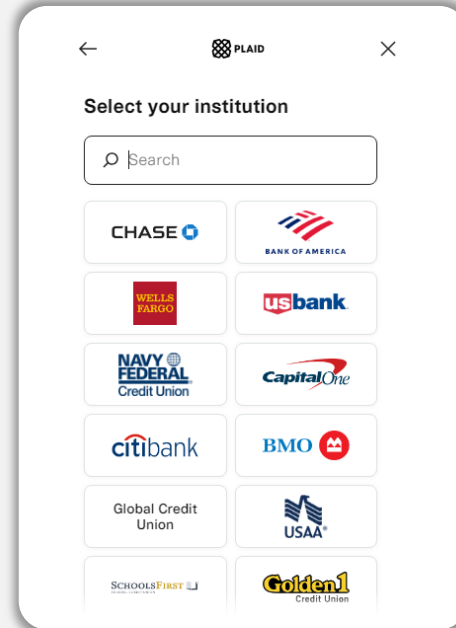 PLAID
Select your institution
Search
CHASE
BANK OF AMERICA
WELLS
FARGO
usbank
NAVY
FEDERAL
Credit Union
Capital One
citibank
BMO
Global Credit
Union
USAA®
SCHOOLSFIRST
Golden1
Credit Union